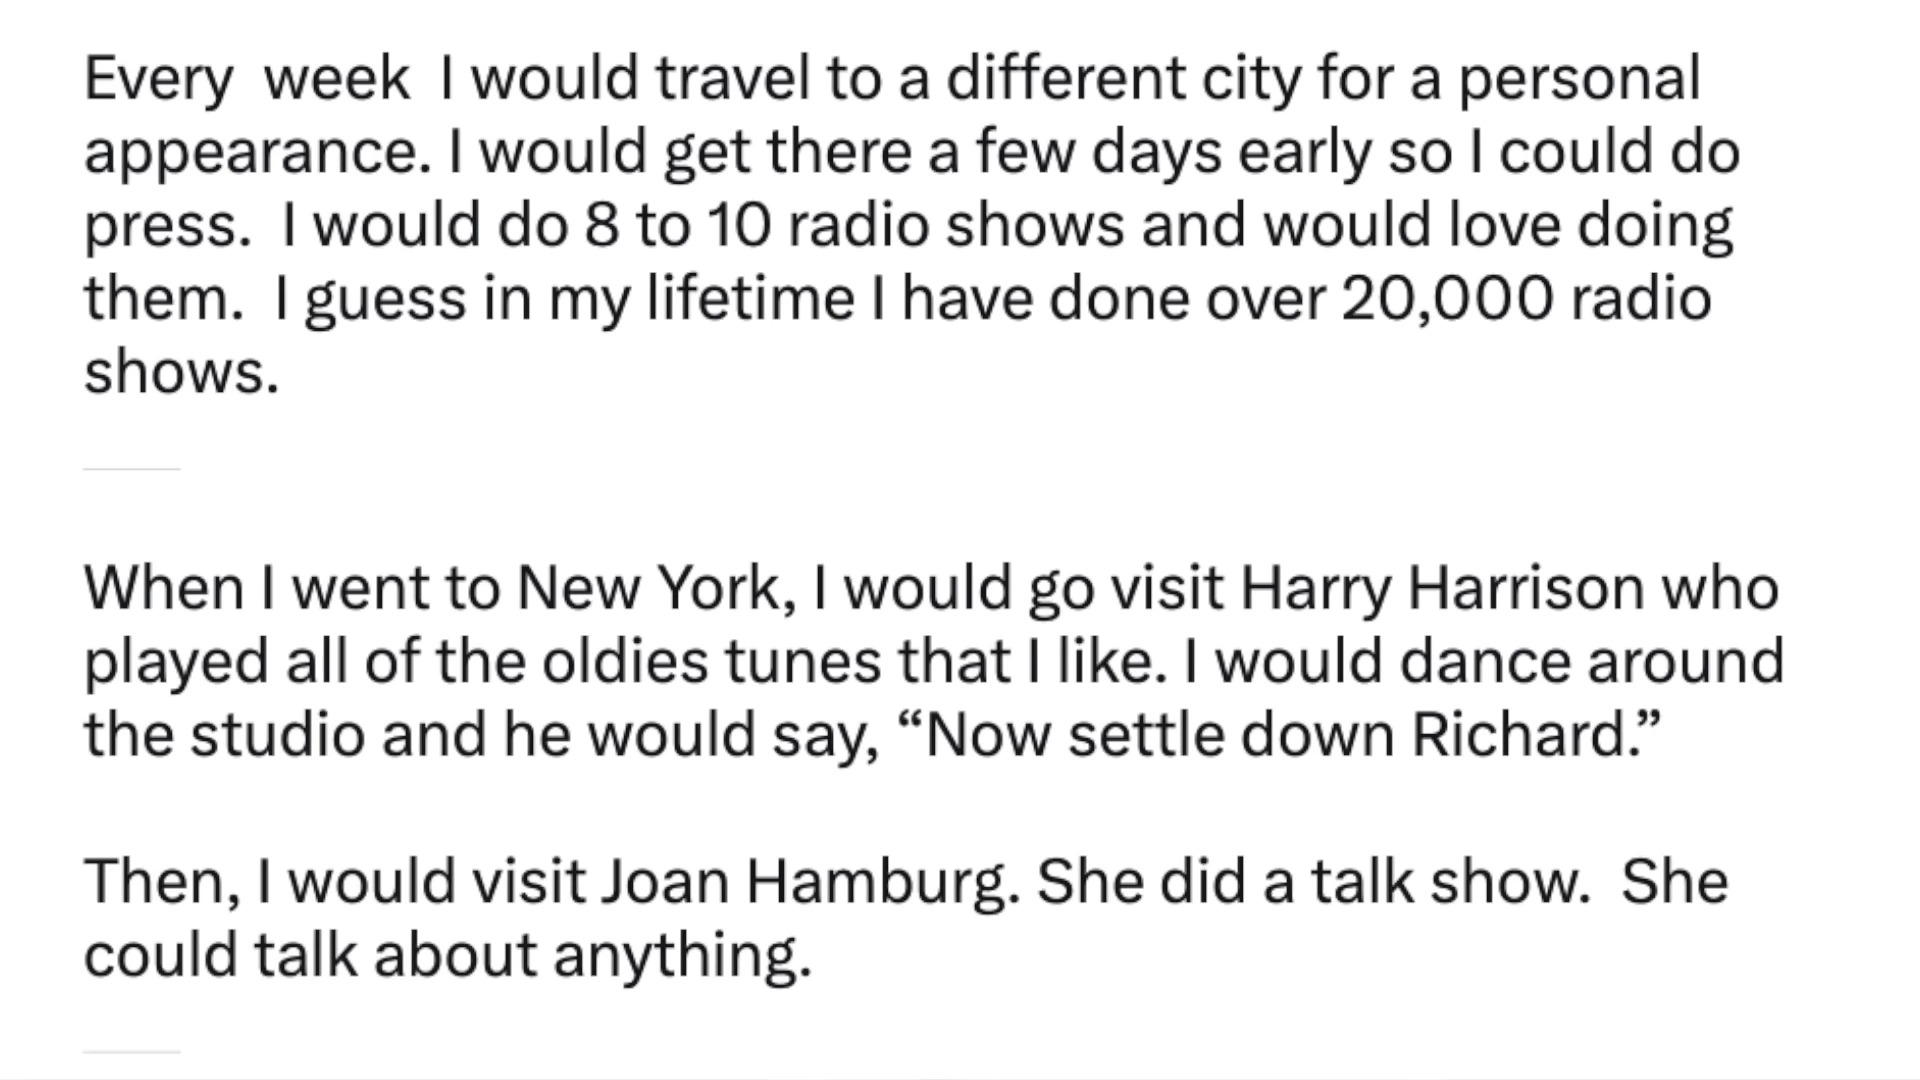 Every  week  I would travel to a different city for a personal
appearance. I would get there a few days early so I could do
press.  I would do 8 to 10 radio shows and would love doing
them.  I guess in my lifetime I have done over 20,000 radio
shows.
When I went to New York, I would go visit Harry Harrison who
played all of the oldies tunes that I like. I would dance around
the studio and he would say, “Now settle down Richard.”
Then, I would visit Joan Hamburg. She did a talk show.  She
could talk about anything.